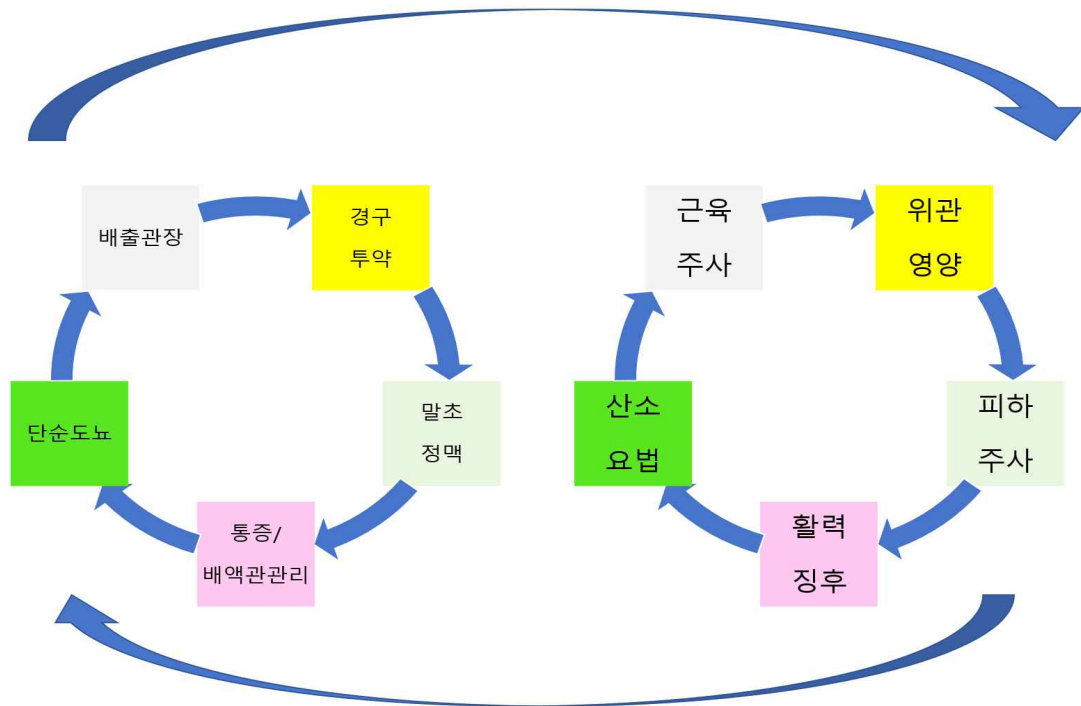 배출관장
경구
투약
말초
정맥
통증/
배액관관리
단순도뇨
근육
주사
위관
영양
피하
주사
활력
징후
산소
요법